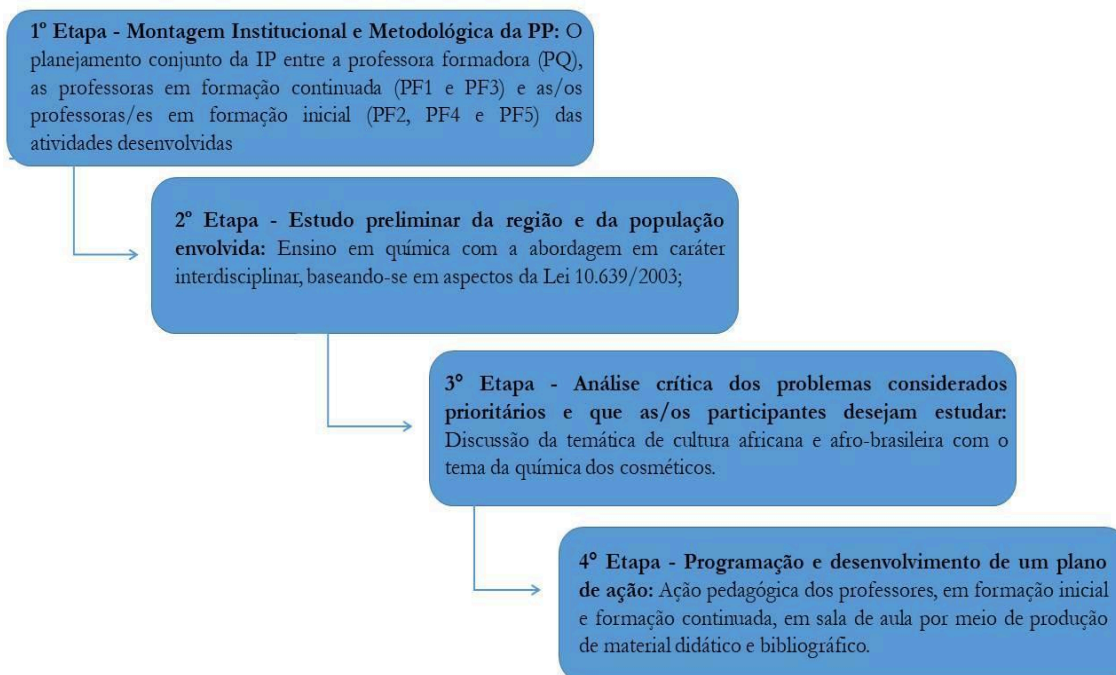 1º Etapa - Montagem Institucional e Metodológica da PP: O
planejamento conjunto da IP entre a professora formadora (PQ),
as professoras em formação continuada (PF1 e PF3) e as/os
professoras/es em formação inicial (PF2, PF4 e PF5) das
atividades desenvolvidas
2º Etapa - Estudo preliminar da região e da população
envolvida: Ensino em química com a abordagem em caráter
interdisciplinar, baseando-se em aspectos da Lei 10.639/2003;
3° Etapa - Análise crítica dos problemas considerados
prioritários e que as/os participantes desejam estudar:
Discussão da temática de cultura africana e afro-brasileira com o
tema da química dos cosméticos.
4° Etapa - Programação e desenvolvimento de um plano
de ação: Ação pedagógica dos professores, em formação inicial
e formação continuada, em sala de aula por meio de produção
de material didático e bibliográfico.